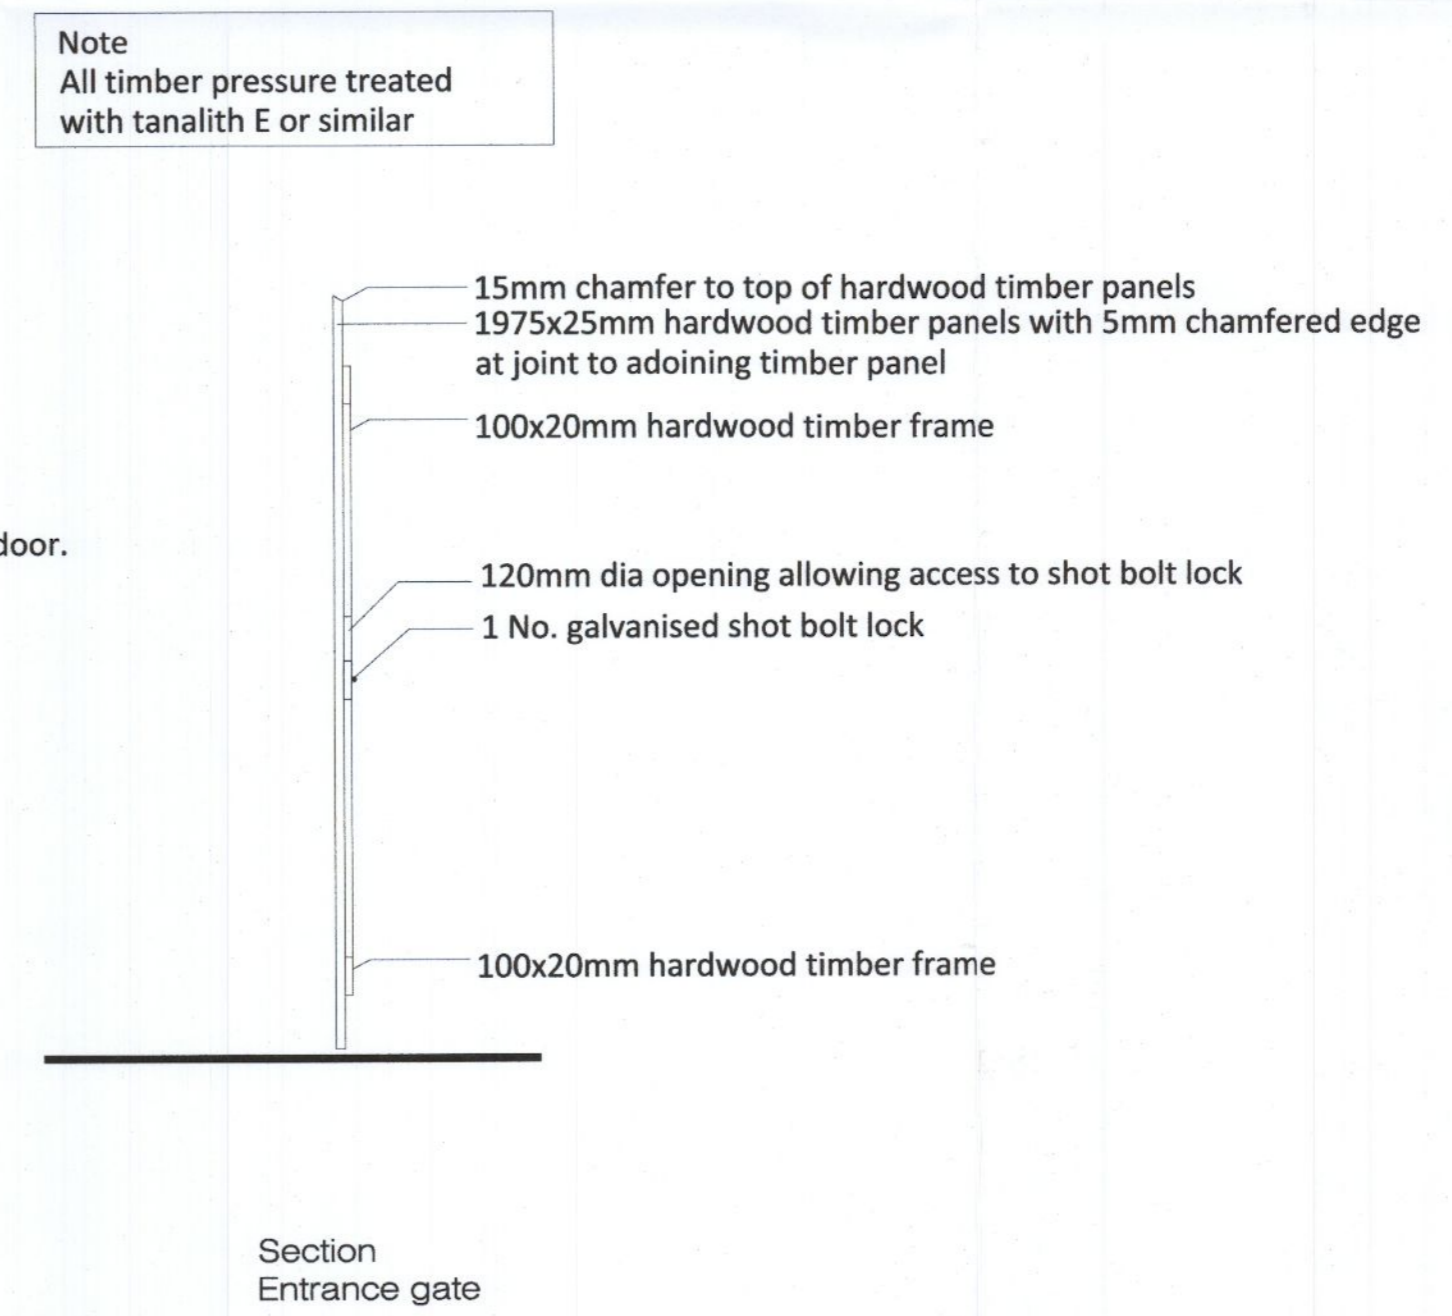 Note
All timber pressure treated
with tanalith E or similar
15mm chamfer to top of hardwood timber panels
1975x25mm hardwood timber panels with 5mm chamfered edge
at joint to adoining timber panel
100x20mm hardwood timber frame
door.
120mm dia opening allowing access to shot bolt lock
1 No. galvanised shot bolt lock
100x20mm hardwood timber frame
Section
Entrance gate